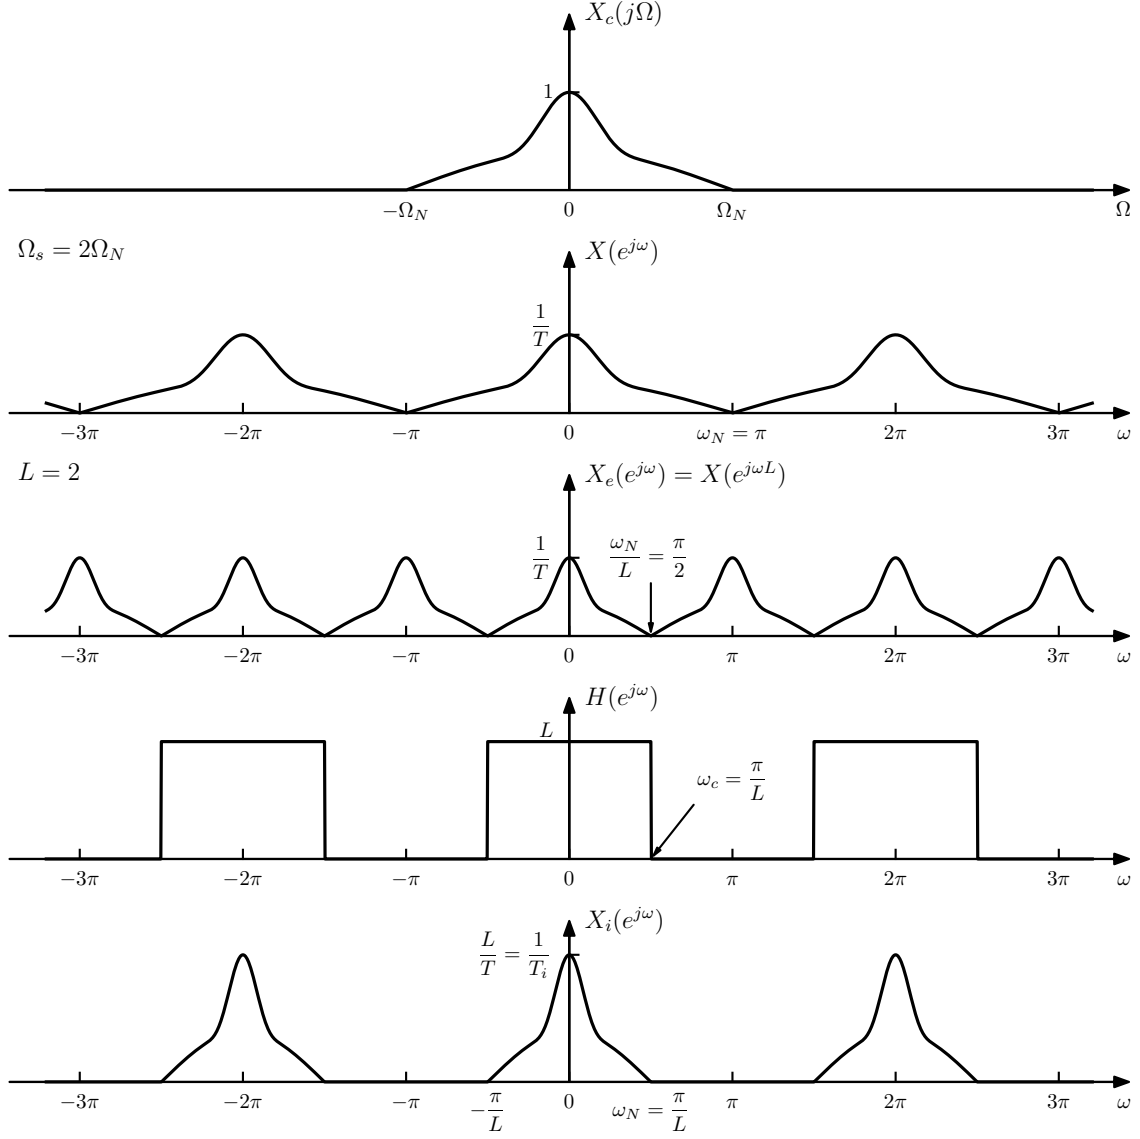 X_c(jΩ)
1
−Ω_N 0 Ω_N Ω
Ω_s = 2Ω_N
X(e^{jω})
1/T
−3π −2π −π 0 ω_N = π 2π 3π ω
L = 2
X_e(e^{jω}) = X(e^{jωL})
1/T ω_N/L = π/2
−3π −2π −π 0 π 2π 3π ω
H(e^{jω})
L
ω_c = π/L
−3π −2π −π 0 π 2π 3π ω
X_i(e^{jω})
L/T = 1/T_i
−3π −2π −π −π/L 0 ω_N = π/L π 2π 3π ω